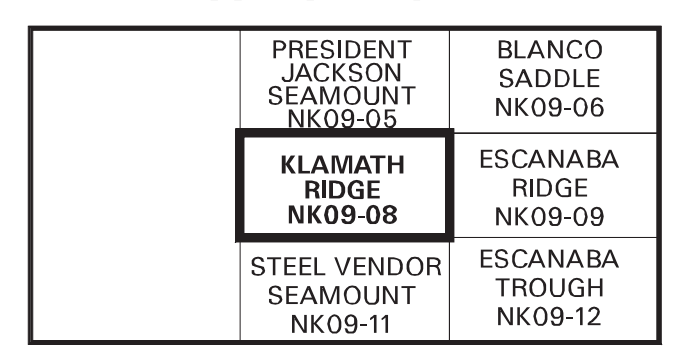 PRESIDENT
JACKSON
SEAMOUNT
NK09-05
BLANCO
SADDLE
NK09-06
KLAMATH
RIDGE
NK09-08
ESCANABA
RIDGE
NK09-09
STEEL VENDOR
SEAMOUNT
NK09-11
ESCANABA
TROUGH
NK09-12